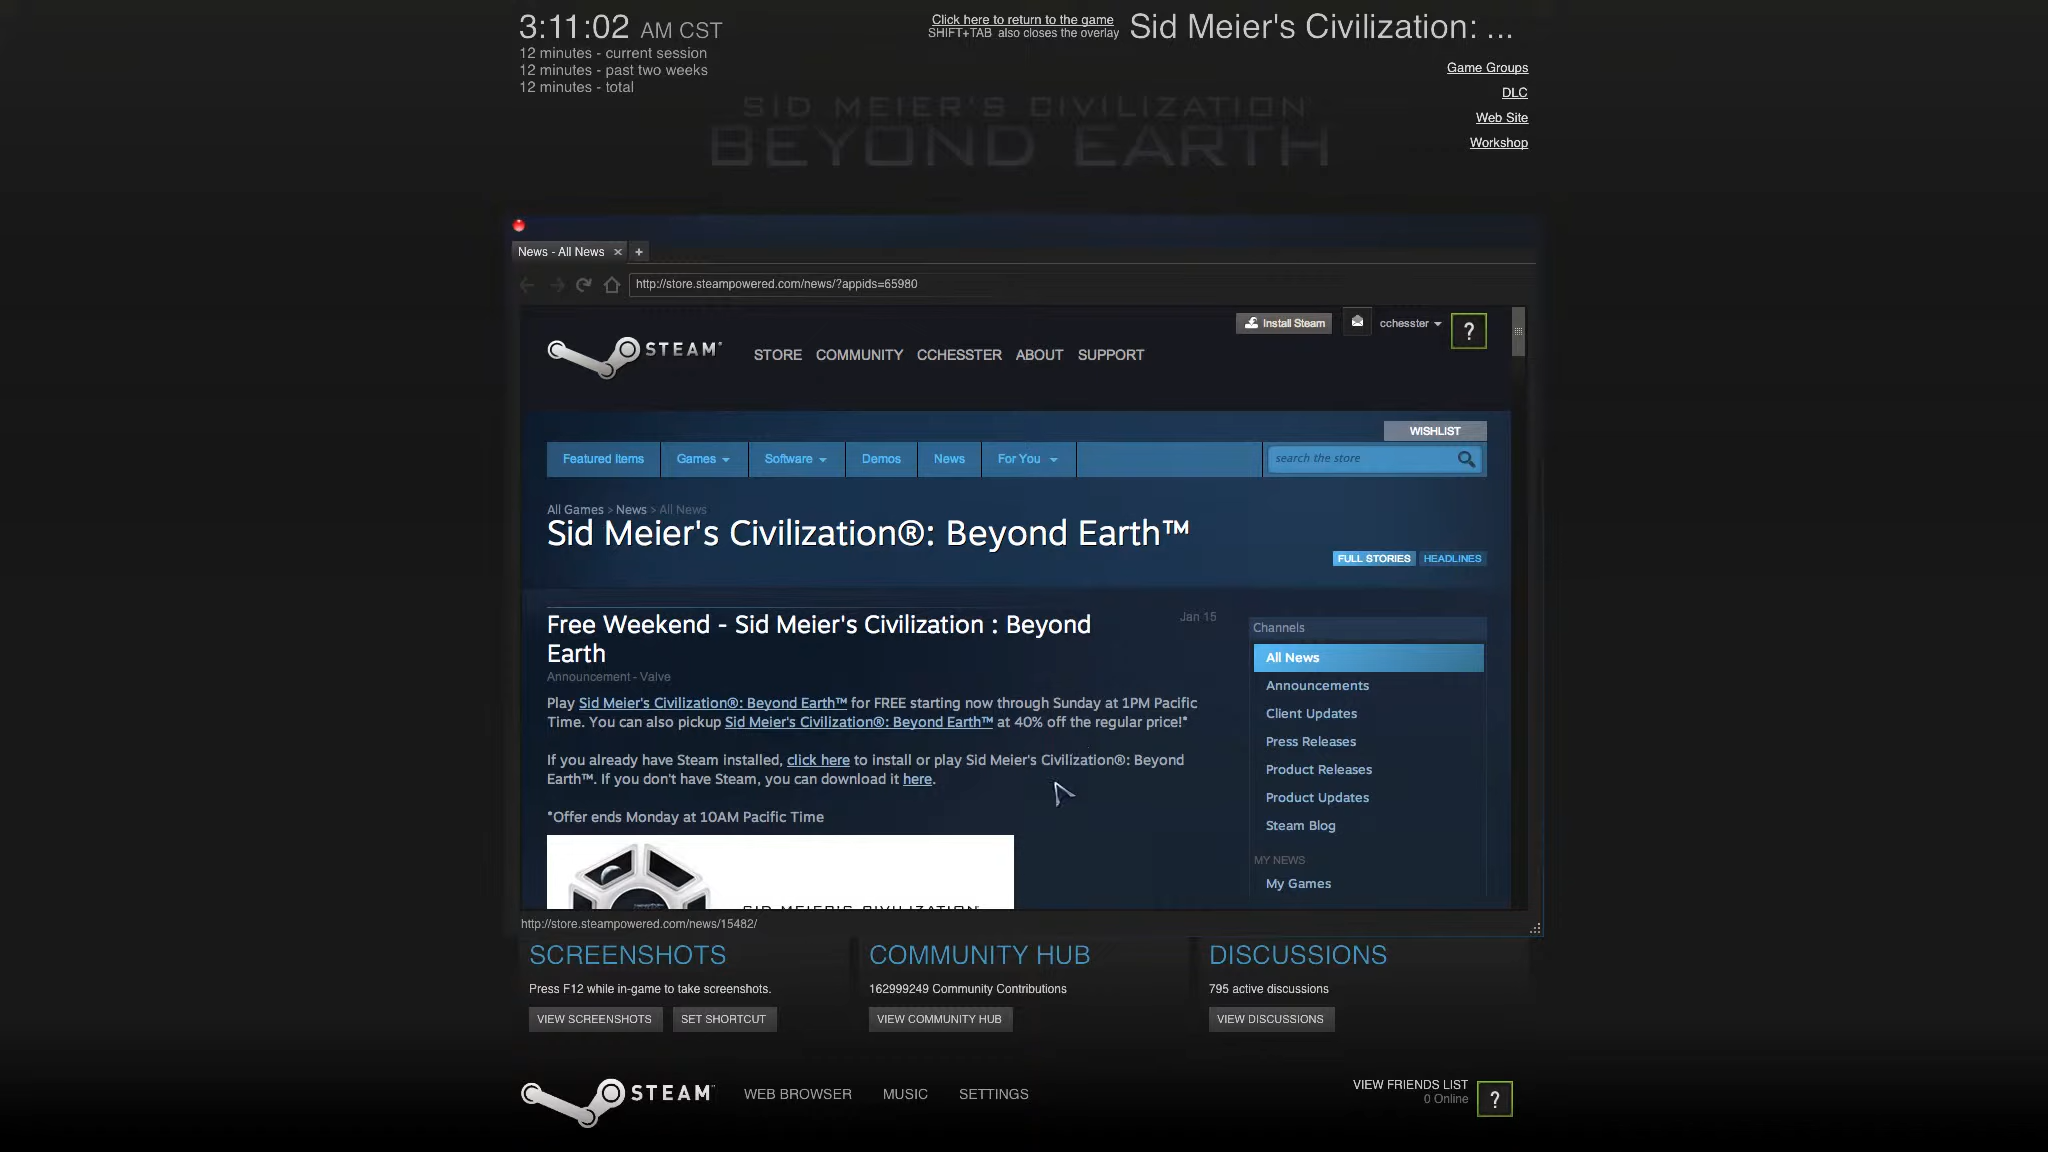 3:11:02 AM CST
12 minutes - current session
12 minutes - past two weeks
12 minutes - total
Click here to return to the game
SHIFT+TAB also closes the overlay
Sid Meier's Civilization: ...
Game Groups
DLC
Web Site
Workshop
SID MEIER'S CIVILIZATION
BEYOND EARTH
News - All News × +
http://store.steampowered.com/news/?appids=65980
Install Steam
cchesster
?
STEAM®
STORE COMMUNITY CCHESSTER ABOUT SUPPORT
WISHLIST
Featured Items Games Software Demos News For You
search the store
All Games > News > All News
Sid Meier's Civilization®: Beyond Earth™
FULL STORIES HEADLINES
Free Weekend - Sid Meier's Civilization : Beyond
Earth
Jan 15
Announcement - Valve
Play Sid Meier's Civilization®: Beyond Earth™ for FREE starting now through Sunday at 1PM Pacific
Time. You can also pickup Sid Meier's Civilization®: Beyond Earth™ at 40% off the regular price!*
If you already have Steam installed, click here to install or play Sid Meier's Civilization®: Beyond
Earth™. If you don't have Steam, you can download it here.
*Offer ends Monday at 10AM Pacific Time
SID MEIER'S CIVILIZATION
Channels
All News
Announcements
Client Updates
Press Releases
Product Releases
Product Updates
Steam Blog
MY NEWS
My Games
http://store.steampowered.com/news/15482/
SCREENSHOTS
Press F12 while in-game to take screenshots.
VIEW SCREENSHOTS SET SHORTCUT
COMMUNITY HUB
162999249 Community Contributions
VIEW COMMUNITY HUB
DISCUSSIONS
795 active discussions
VIEW DISCUSSIONS
STEAM™
WEB BROWSER MUSIC SETTINGS
VIEW FRIENDS LIST
0 Online
?